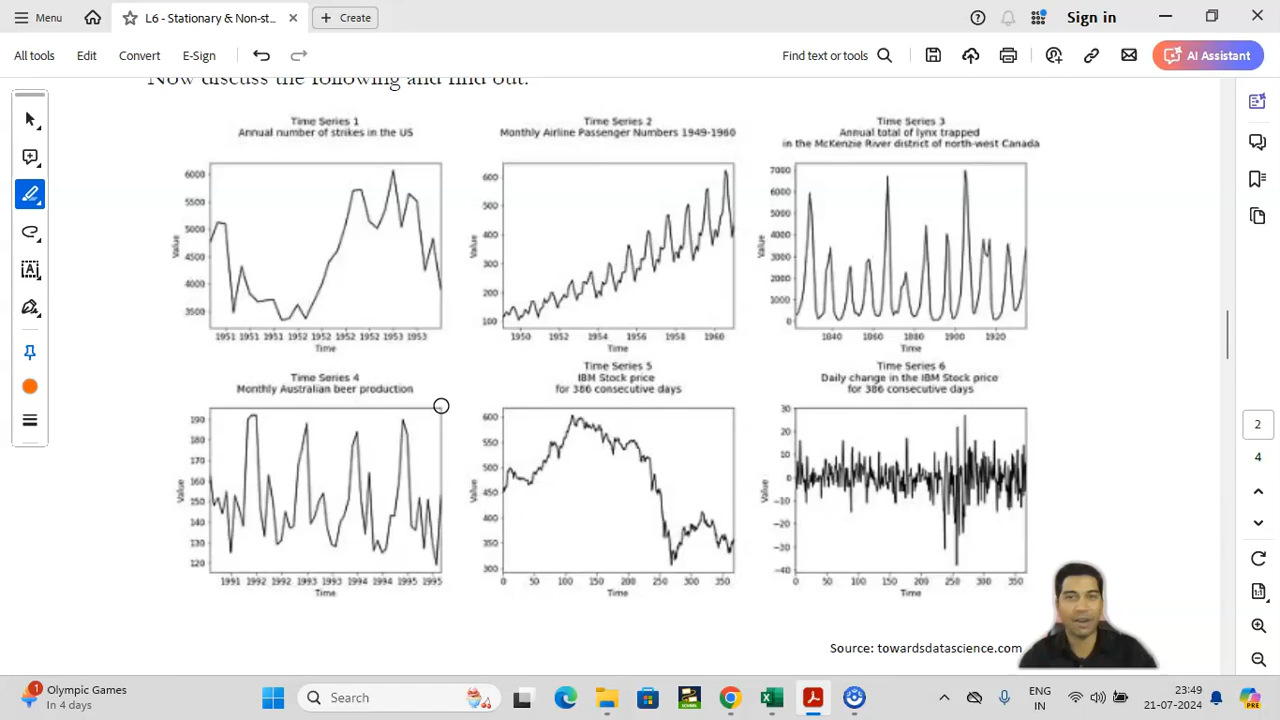 Menu
L6 - Stationary & Non-st...
Create
Sign in
All tools
Edit
Convert
E-Sign
Find text or tools
AI Assistant
Now discuss the following and find out.
Time Series 1
Annual number of strikes in the US
Value
6000
5500
5000
4500
4000
3500
1951 1951 1951 1952 1952 1952 1952 1953 1953
Time
Time Series 2
Monthly Airline Passenger Numbers 1949-1960
Value
600
500
400
300
200
100
1950 1952 1954 1956 1958 1960
Time
Time Series 3
Annual total of lynx trapped
in the McKenzie River district of north-west Canada
Value
7000
6000
5000
4000
3000
2000
1000
0
1840 1860 1880 1900 1920
Time
Time Series 4
Monthly Australian beer production
Value
190
180
170
160
150
140
130
120
1991 1992 1992 1993 1993 1994 1994 1995 1995
Time
Time Series 5
IBM Stock price
for 386 consecutive days
Value
600
550
500
450
400
350
300
0 50 100 150 200 250 300 350
Time
Time Series 6
Daily change in the IBM Stock price
for 386 consecutive days
Value
30
20
10
0
-10
-20
-30
-40
0 50 100 150 200 250 300 350
Time
Source: towardsdatascience.com
2
4
1
Olympic Games
In 4 days
Search
ENG
IN
23:49
21-07-2024
PRE